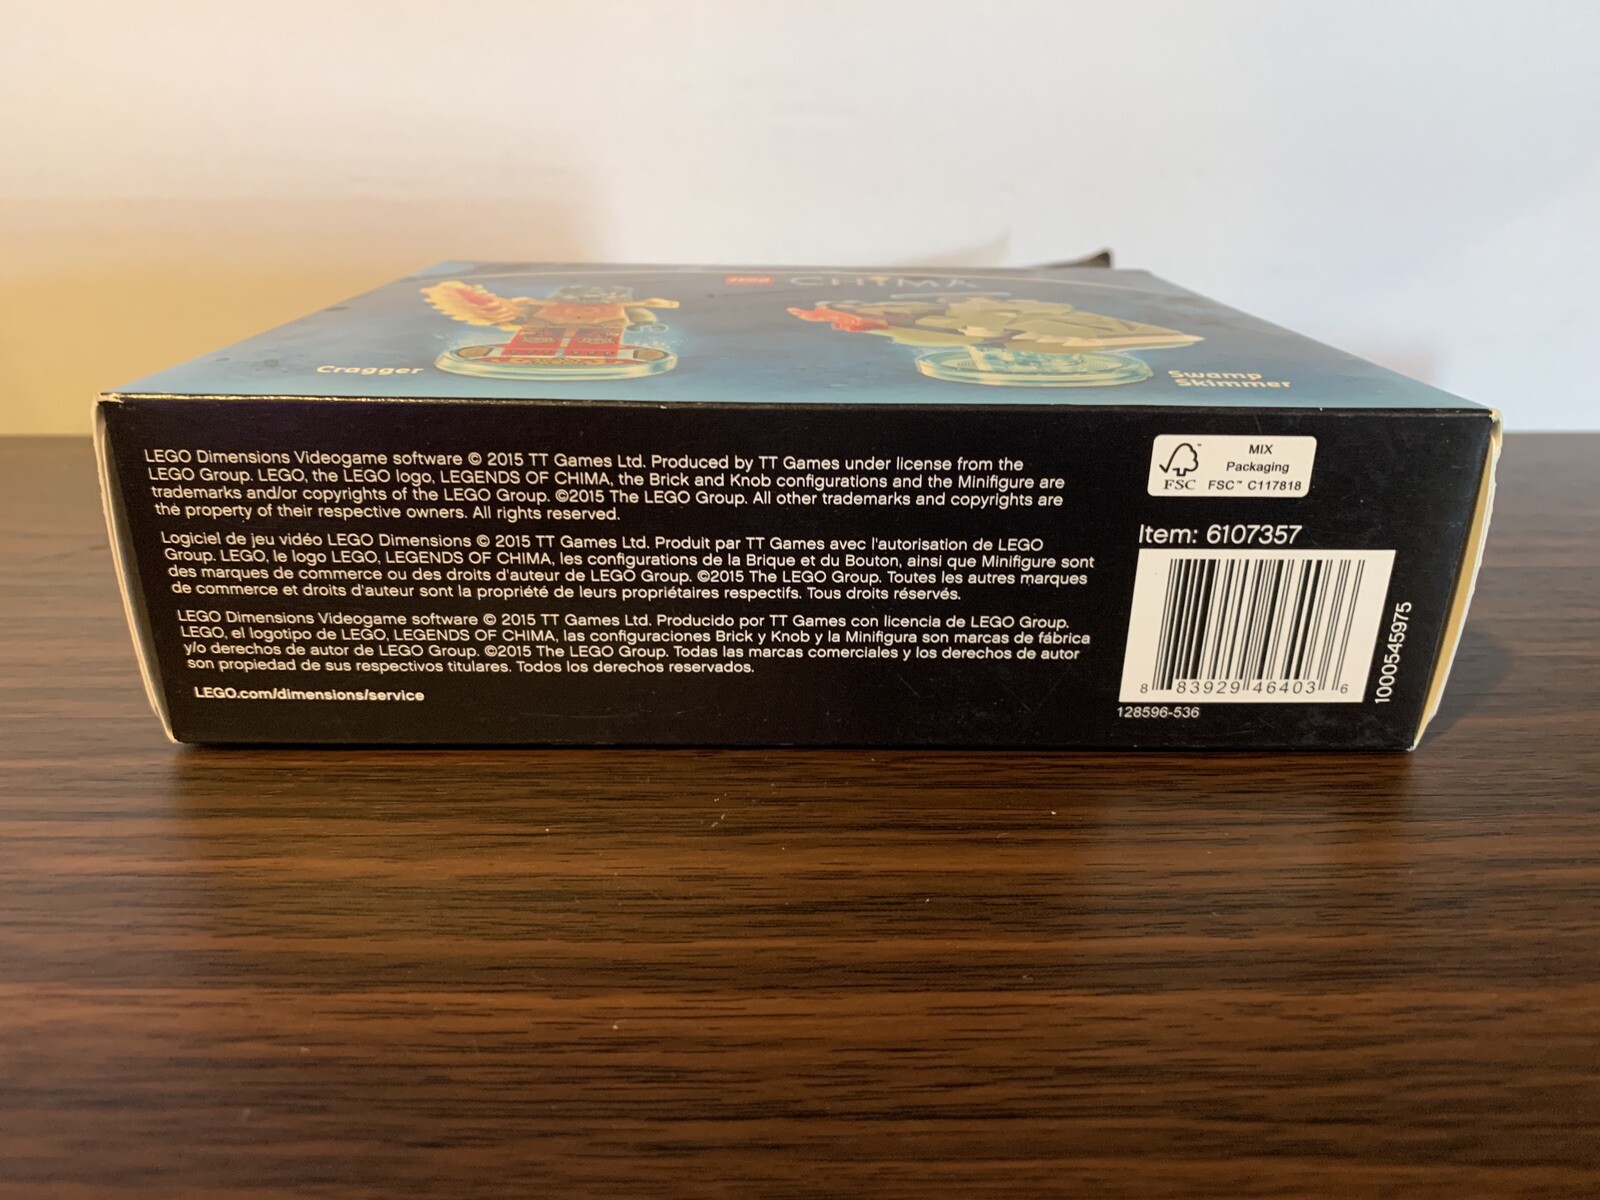 LEGO CHIMA
Cragger
Swamp
Skimmer
LEGO Dimensions Videogame software © 2015 TT Games Ltd. Produced by TT Games under license from the
LEGO Group. LEGO, the LEGO logo, LEGENDS OF CHIMA, the Brick and Knob configurations and the Minifigure are
trademarks and/or copyrights of the LEGO Group. ©2015 The LEGO Group. All other trademarks and copyrights are
the property of their respective owners. All rights reserved.
Logiciel de jeu vidéo LEGO Dimensions © 2015 TT Games Ltd. Produit par TT Games avec l'autorisation de LEGO
Group. LEGO, le logo LEGO, LEGENDS OF CHIMA, les configurations de la Brique et du Bouton, ainsi que Minifigure sont
des marques de commerce ou des droits d'auteur de LEGO Group. ©2015 The LEGO Group. Toutes les autres marques
de commerce et droits d'auteur sont la propriété de leurs propriétaires respectifs. Tous droits réservés.
LEGO Dimensions Videogame software © 2015 TT Games Ltd. Producido por TT Games con licencia de LEGO Group.
LEGO, el logotipo de LEGO, LEGENDS OF CHIMA, las configuraciones Brick y Knob y la Minifigura son marcas de fábrica
y/o derechos de autor de LEGO Group. ©2015 The LEGO Group. Todas las marcas comerciales y los derechos de autor
son propiedad de sus respectivos titulares. Todos los derechos reservados.
LEGO.com/dimensions/service
FSC
MIX
Packaging
FSC™ C117818
Item: 6107357
8 83929 46403 6
128596-536
1000545975